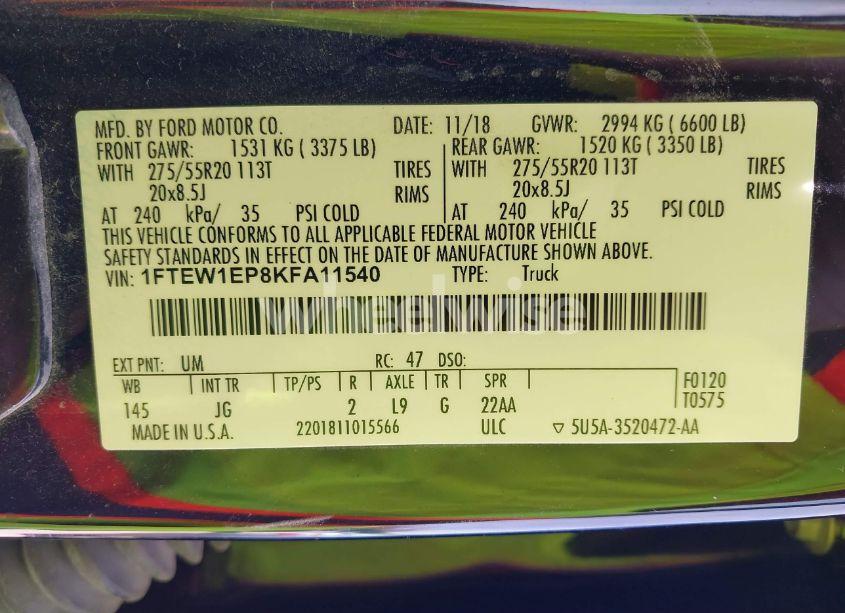 MFD. BY FORD MOTOR CO. DATE: 11/18 GVWR: 2994 KG ( 6600 LB)
FRONT GAWR: 1531 KG ( 3375 LB) REAR GAWR: 1520 KG ( 3350 LB)
WITH 275/55R20 113T TIRES WITH 275/55R20 113T TIRES
20x8.5J RIMS 20x8.5J RIMS
AT 240 kPa/ 35 PSI COLD AT 240 kPa/ 35 PSI COLD
THIS VEHICLE CONFORMS TO ALL APPLICABLE FEDERAL MOTOR VEHICLE
SAFETY STANDARDS IN EFFECT ON THE DATE OF MANUFACTURE SHOWN ABOVE.
VIN: 1FTEW1EP8KFA11540 TYPE: Truck
wheelwise
EXT PNT: UM RC: 47 DSO:
WB INT TR TP/PS R AXLE TR SPR F0120
145 JG 2 L9 G 22AA T0575
MADE IN U.S.A. 2201811015566 ULC ▽ 5U5A-3520472-AA